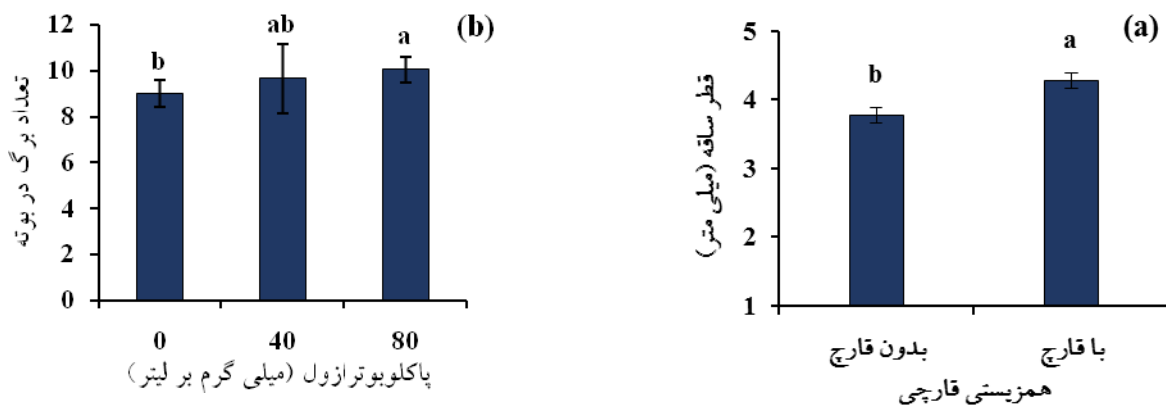 (b)
b ab a
12
10
8
6
4
2
0
تعداد برگ در بوته
0 40 80
پاکلوبوترازول (میلی گرم بر لیتر)
(a)
b a
5
4
3
2
1
قطر ساقه (میلی متر)
بدون قارچ با قارچ
همزیستی قارچی